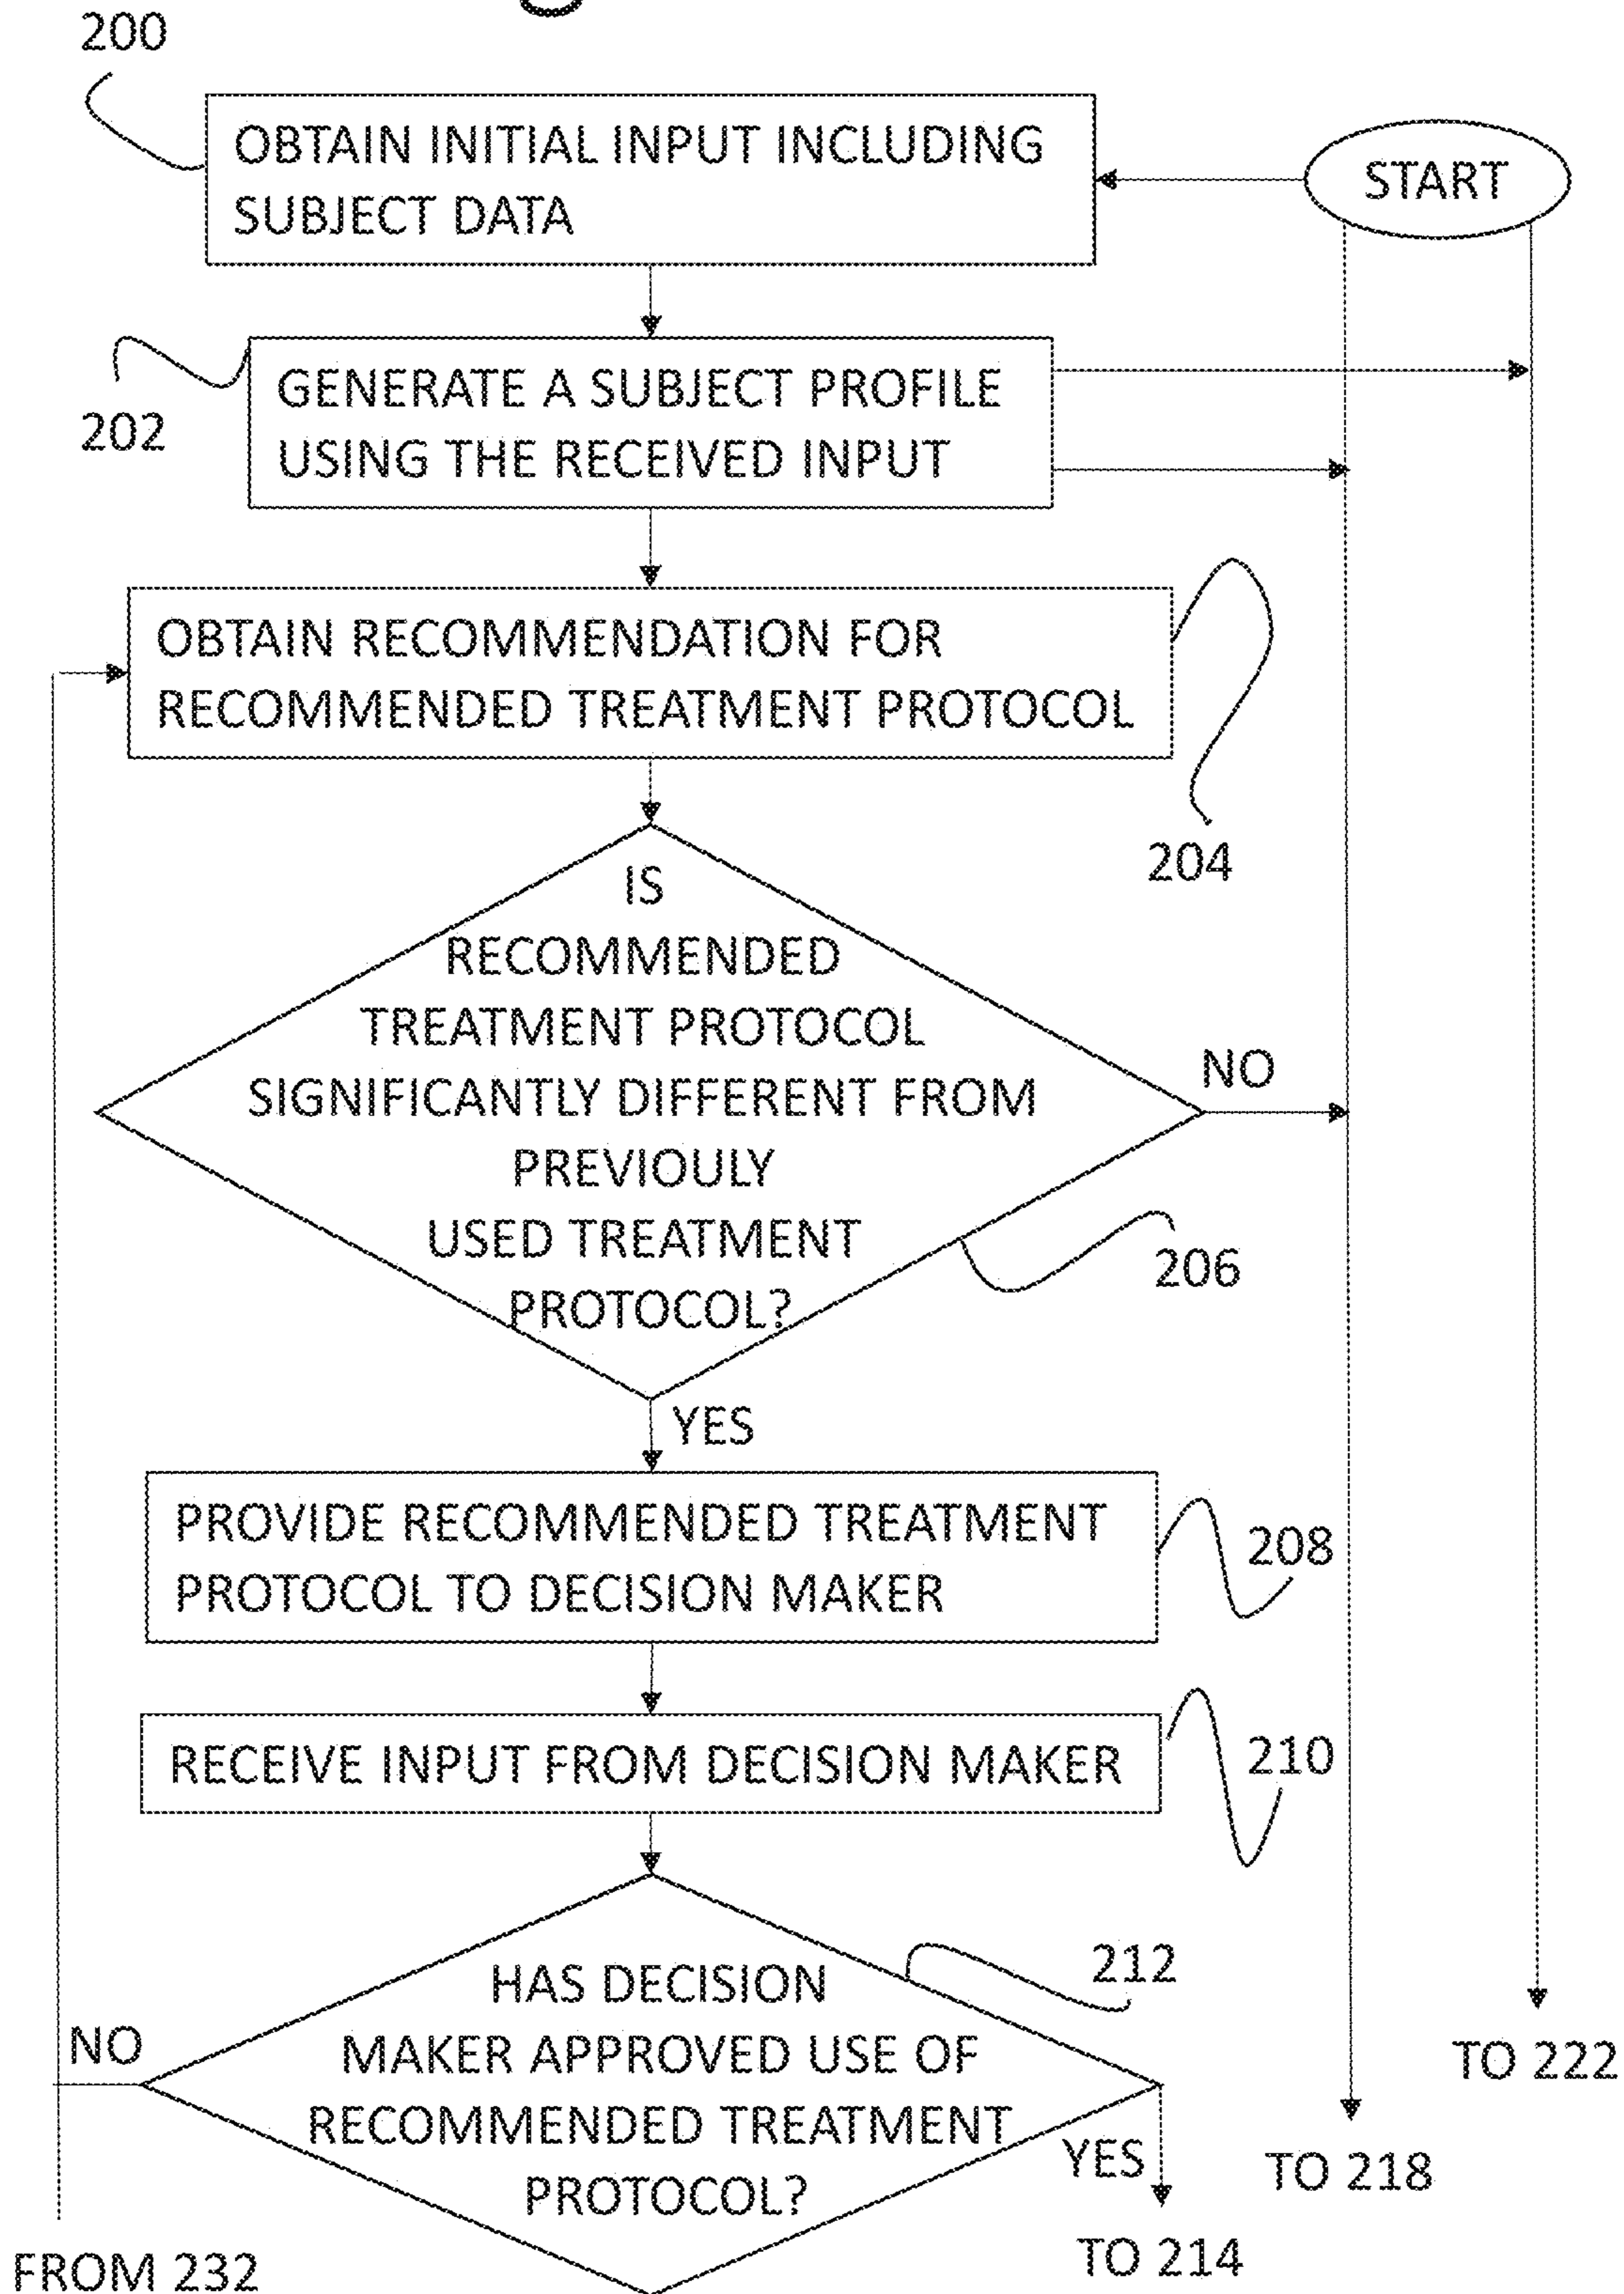 200
OBTAIN INITIAL INPUT INCLUDING
SUBJECT DATA
START
202
GENERATE A SUBJECT PROFILE
USING THE RECEIVED INPUT
OBTAIN RECOMMENDATION FOR
RECOMMENDED TREATMENT PROTOCOL
204
IS
RECOMMENDED
TREATMENT PROTOCOL
SIGNIFICANTLY DIFFERENT FROM
PREVIOULY
USED TREATMENT
PROTOCOL?
NO
206
YES
PROVIDE RECOMMENDED TREATMENT
PROTOCOL TO DECISION MAKER
208
RECEIVE INPUT FROM DECISION MAKER
210
HAS DECISION
MAKER APPROVED USE OF
RECOMMENDED TREATMENT
PROTOCOL?
212
NO
YES
TO 222
TO 218
TO 214
FROM 232